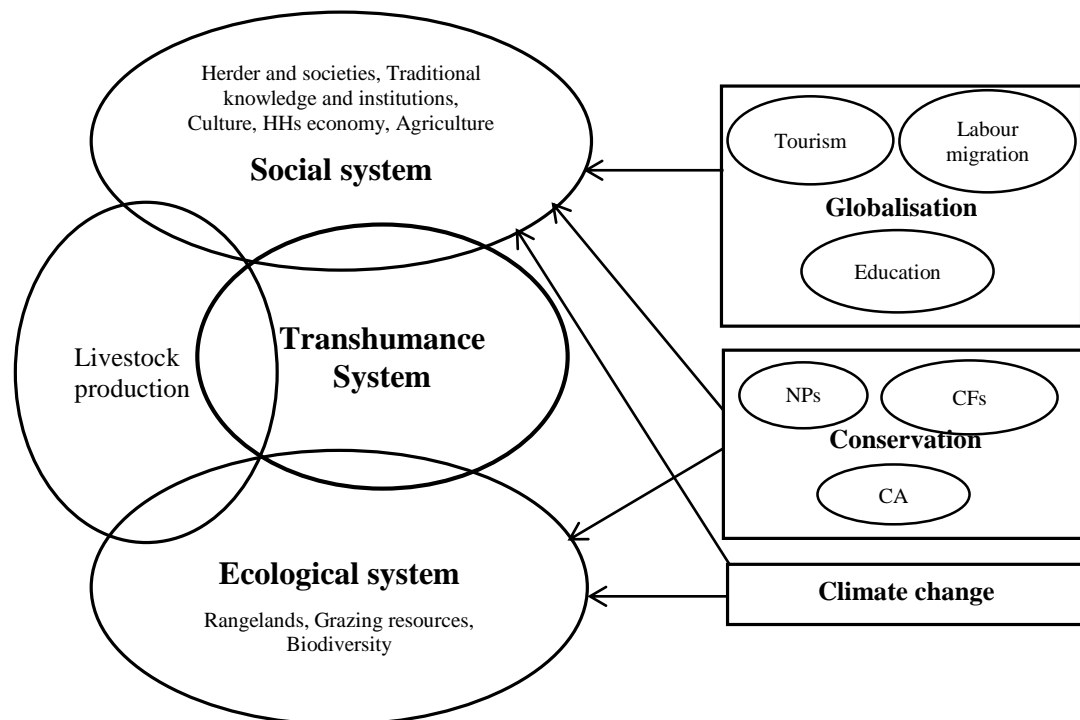 Herder and societies, Traditional
knowledge and institutions,
Culture, HHs economy, Agriculture
Social system
Livestock
production
Transhumance
System
Ecological system
Rangelands, Grazing resources,
Biodiversity
Tourism
Labour
migration
Globalisation
Education
NPs
CFs
Conservation
CA
Climate change